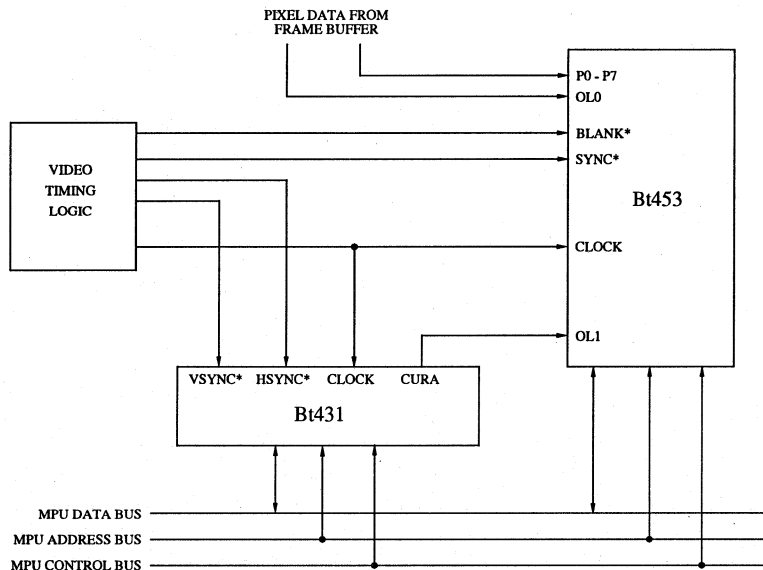 PIXEL DATA FROM
FRAME BUFFER
P0 - P7
OL0
BLANK*
SYNC*
VIDEO
TIMING
LOGIC
Bt453
CLOCK
OL1
VSYNC* HSYNC* CLOCK CURA
Bt431
MPU DATA BUS
MPU ADDRESS BUS
MPU CONTROL BUS